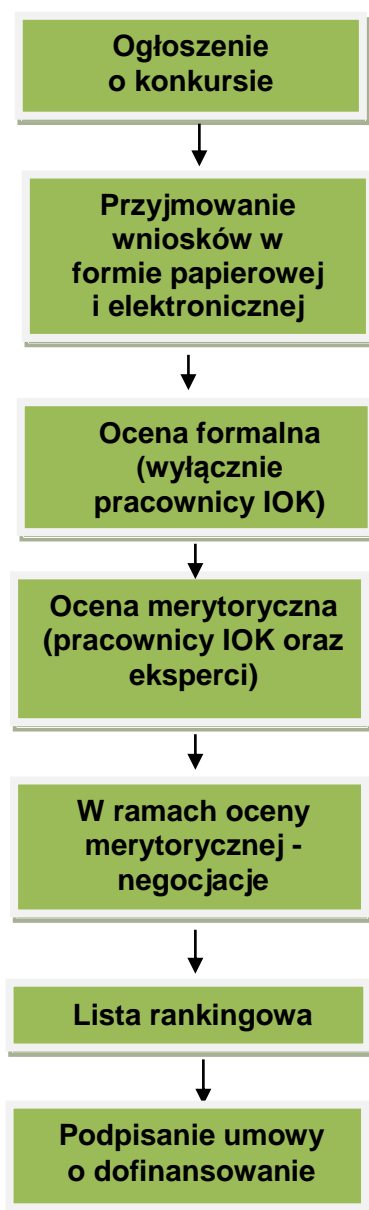 Ogłoszenie
o konkursie
Przyjmowanie
wniosków w
formie papierowej
i elektronicznej
Ocena formalna
(wyłącznie
pracownicy IOK)
Ocena merytoryczna
(pracownicy IOK oraz
eksperci)
W ramach oceny
merytorycznej -
negocjacje
Lista rankingowa
Podpisanie umowy
o dofinansowanie